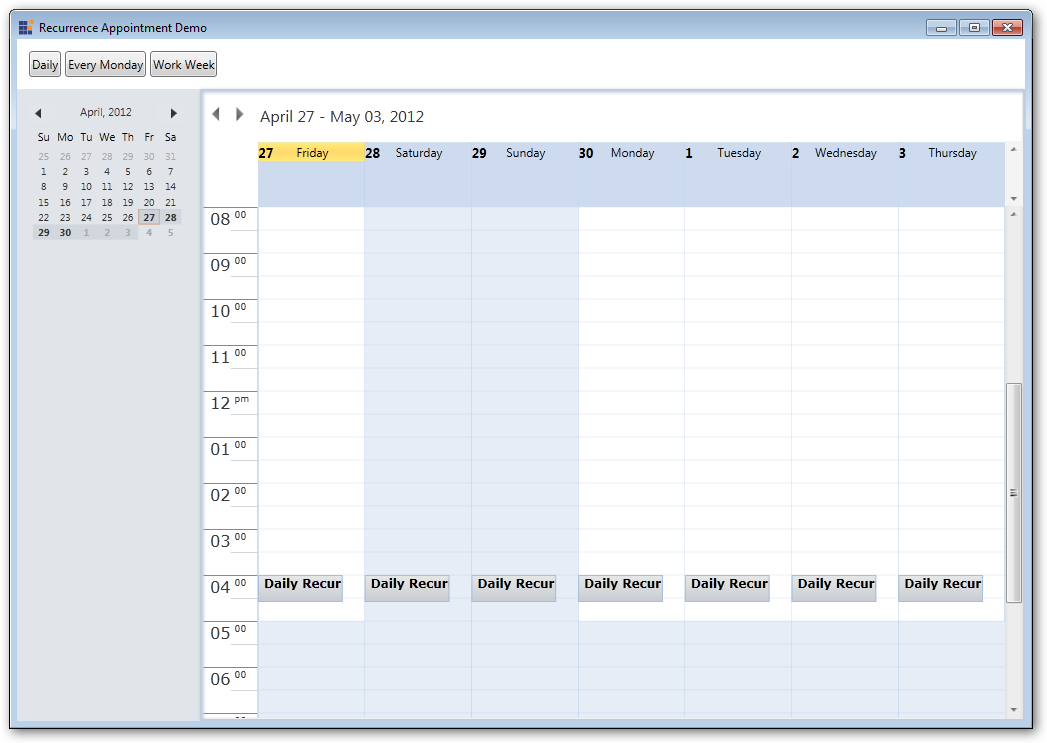 Recurrence Appointment Demo
Daily Every Monday Work Week
April, 2012
Su Mo Tu We Th Fr Sa
25 26 27 28 29 30 31
1 2 3 4 5 6 7
8 9 10 11 12 13 14
15 16 17 18 19 20 21
22 23 24 25 26 27 28
29 30 1 2 3 4 5
April 27 - May 03, 2012
27 Friday 28 Saturday 29 Sunday 30 Monday 1 Tuesday 2 Wednesday 3 Thursday
08 00
09 00
10 00
11 00
12 pm
01 00
02 00
03 00
04 00 Daily Recur Daily Recur Daily Recur Daily Recur Daily Recur Daily Recur Daily Recur
05 00
06 00